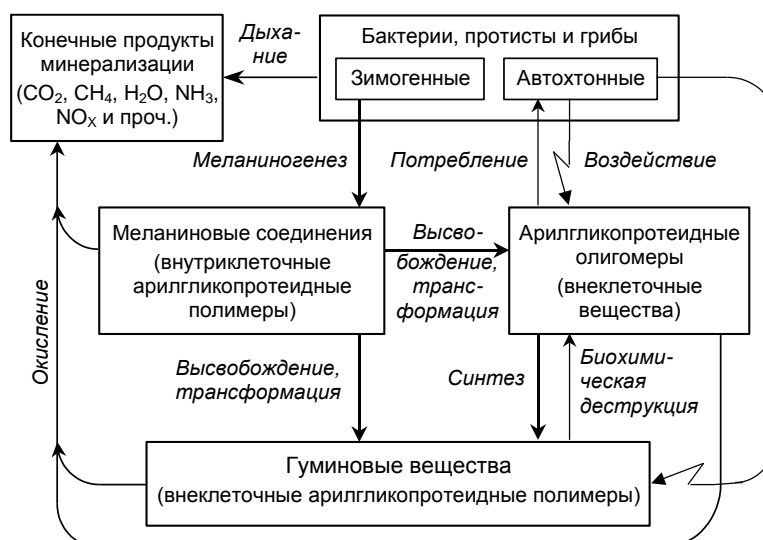 Конечные продукты
минерализации
(CO₂, CH₄, H₂O, NH₃,
NOₓ и проч.)
Дыха-
ние
Бактерии, протисты и грибы
Зимогенные
Автохтонные
Меланиногенез
Потребление
Воздействие
Меланиновые соединения
(внутриклеточные
арилгликопротеидные
полимеры)
Высво-
бождение,
транс-
формация
Арилгликопротеидные
олигомеры
(внеклеточные
вещества)
Окисление
Высвобождение,
трансформация
Синтез
Биохими-
ческая
деструкция
Гуминовые вещества
(внеклеточные арилгликопротеидные полимеры)